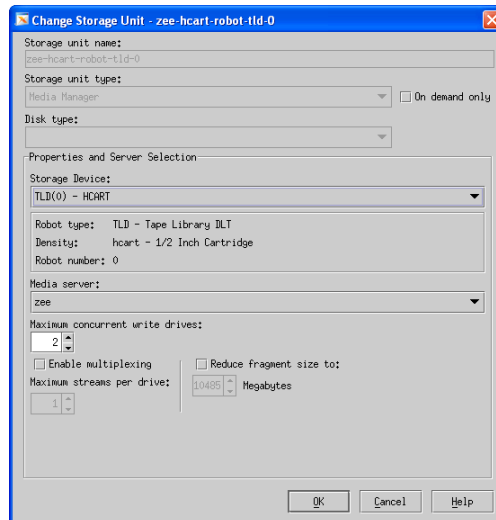 Change Storage Unit - zee-hcart-robot-tld-0
Storage unit name:
zee-hcart-robot-tld-0
Storage unit type:
Media Manager
On demand only
Disk type:
Properties and Server Selection
Storage Device:
TLD(0) - HCART
Robot type: TLD - Tape Library DLT
Density: hcart - 1/2 Inch Cartridge
Robot number: 0
Media server:
zee
Maximum concurrent write drives:
2
Enable multiplexing
Reduce fragment size to:
Maximum streams per drive:
10485 Megabytes
1
OK Cancel Help